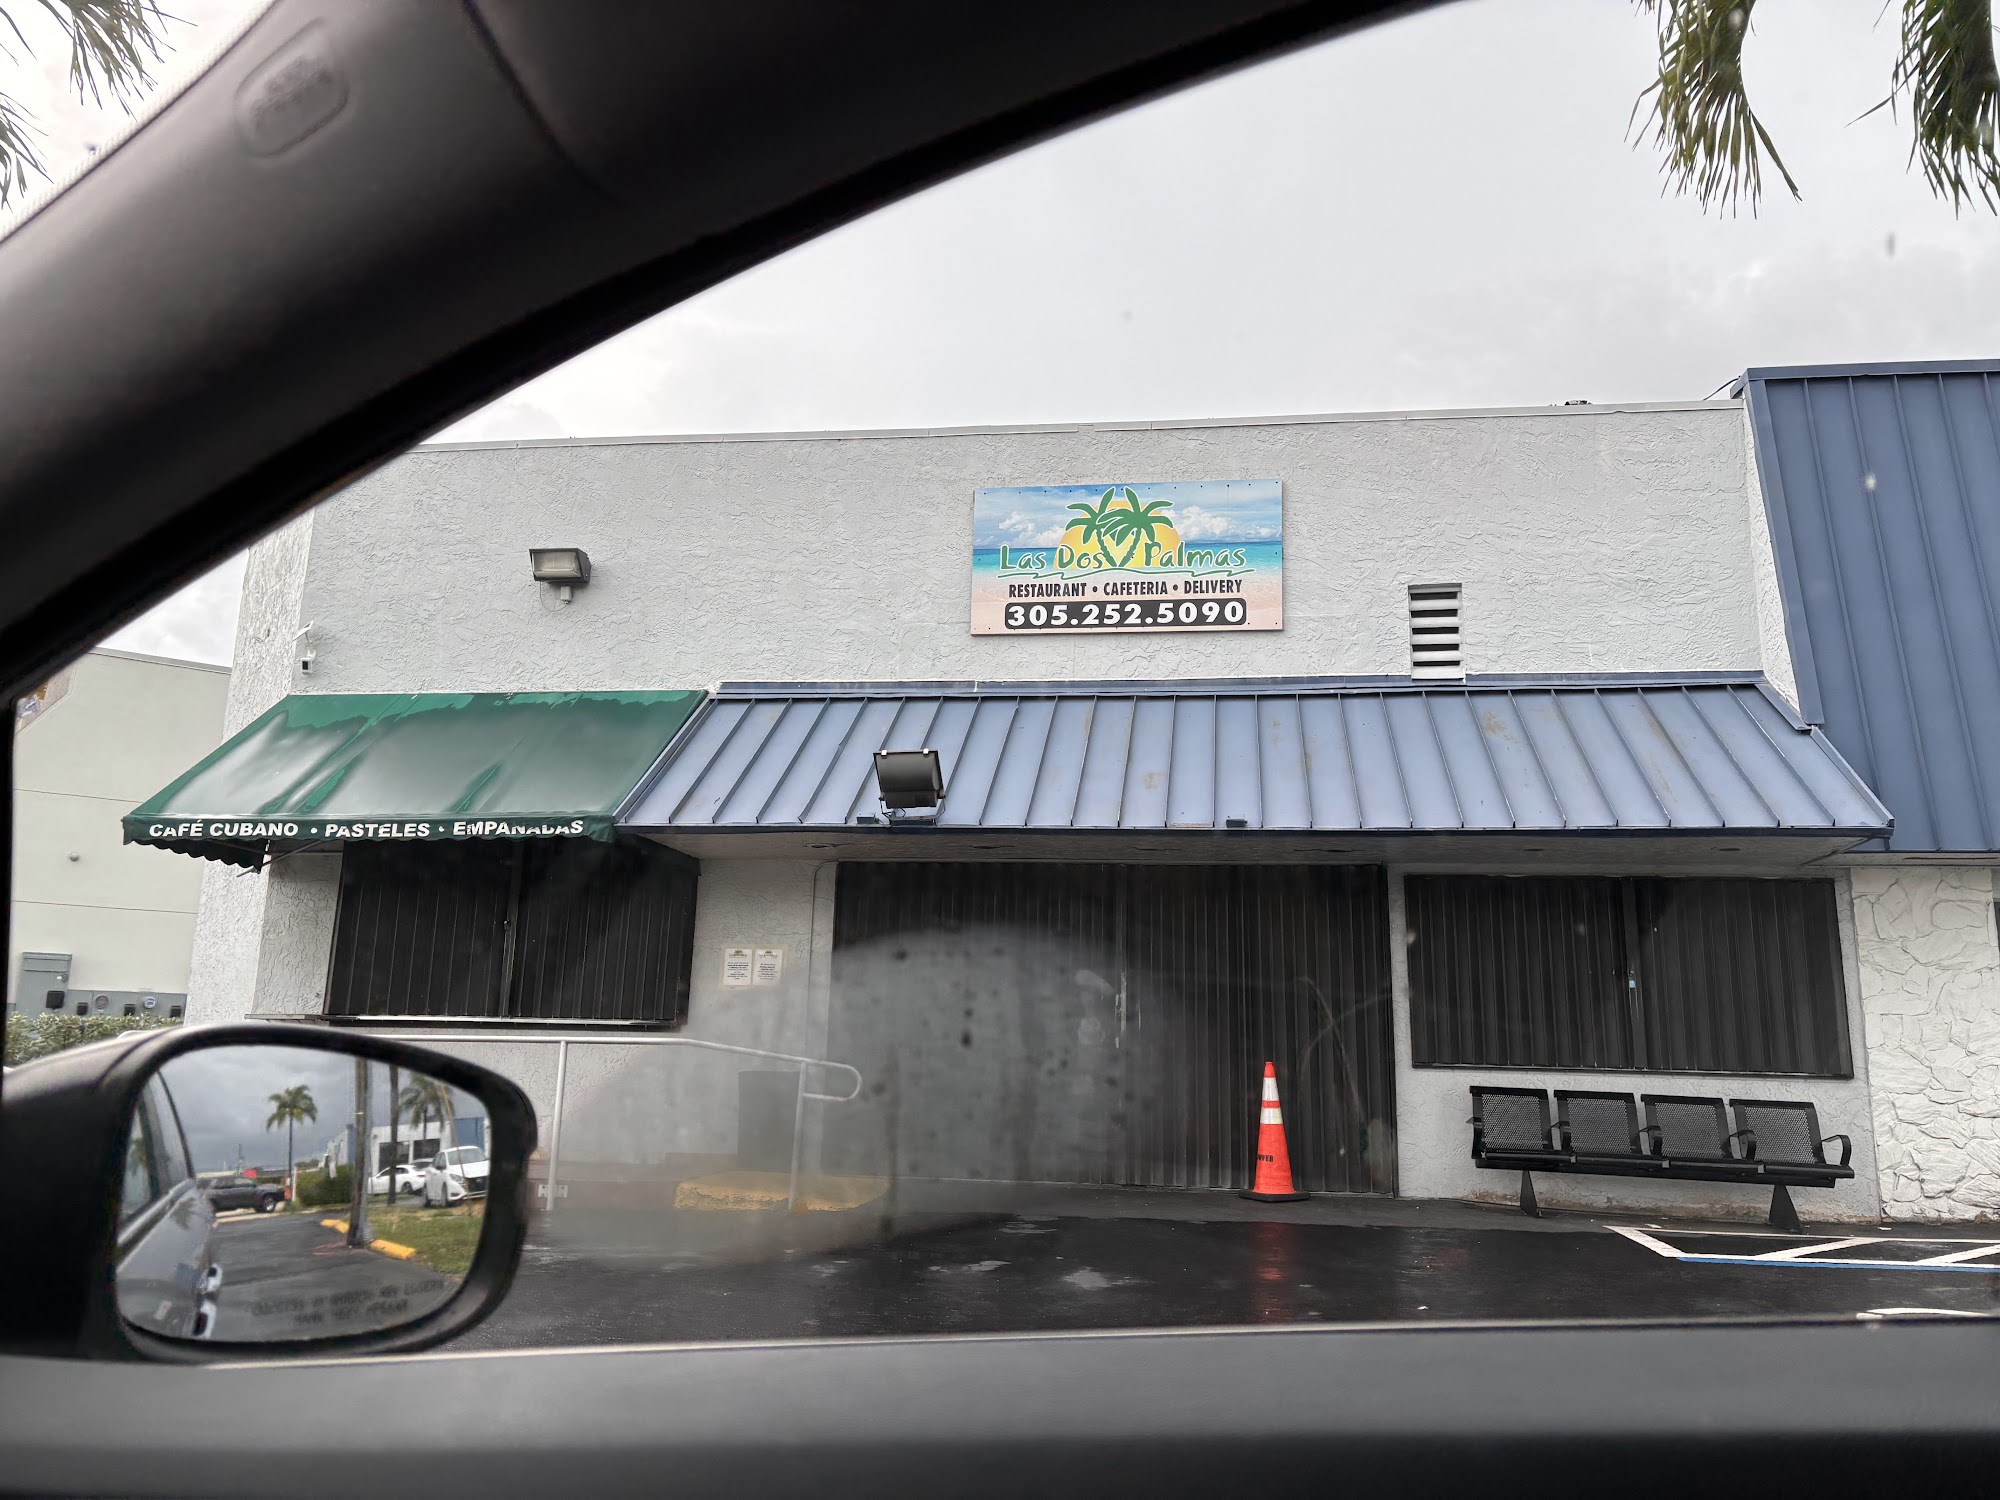 Las Dos Palmas
RESTAURANT • CAFETERIA • DELIVERY
305.252.5090
CAFÉ CUBANO • PASTELES • EMPANADAS